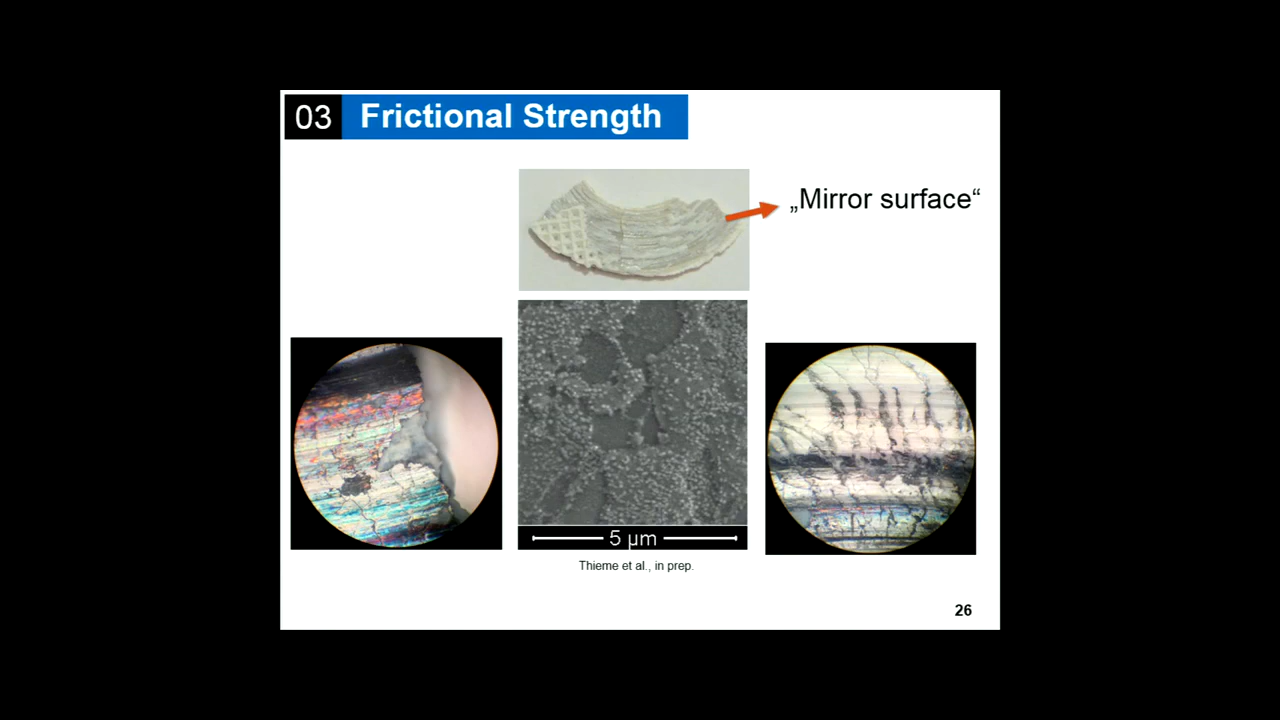 03 Frictional Strength
„Mirror surface“
5 µm
Thieme et al., in prep.
26